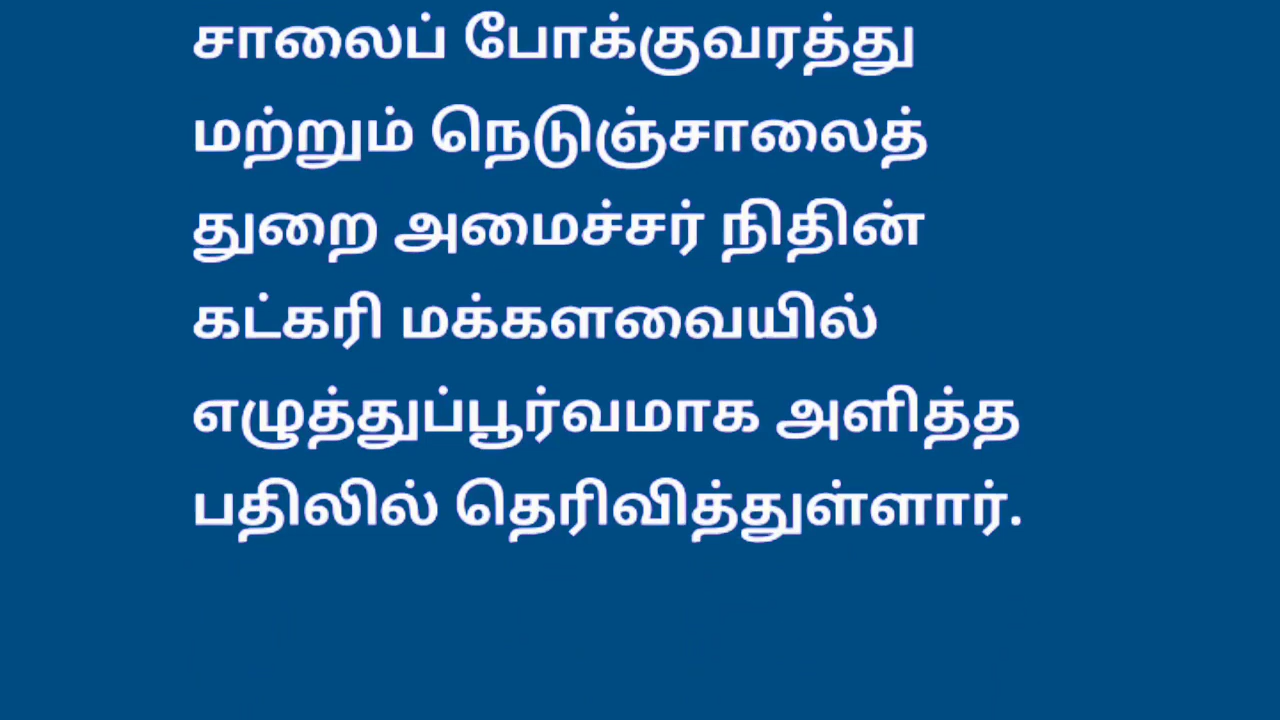 சாலைப் போக்குவரத்து
மற்றும் நெடுஞ்சாலைத்
துறை அமைச்சர் நிதின்
கட்கரி மக்களவையில்
எழுத்துப்பூர்வமாக அளித்த
பதிலில் தெரிவித்துள்ளார்.